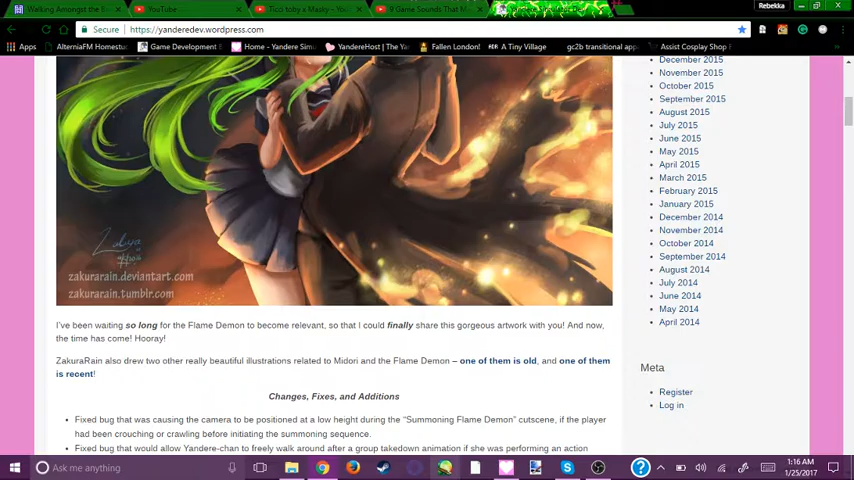 Walking Amongst the
YouTube
Tico toby x Masky – You
9 Game Sounds That M
Rebekka
Secure
https://yanderedev.wordpress.com
Apps
AlterniaFM Homestuc
Game Development
Home - Yandere Simu
YandereHost | The Ya
Fallen London!
A Tiny Village
gc2b transitional app
Assist Cosplay Shop
December 2015
November 2015
October 2015
September 2015
August 2015
July 2015
June 2015
May 2015
April 2015
March 2015
February 2015
January 2015
December 2014
November 2014
October 2014
September 2014
August 2014
July 2014
June 2014
May 2014
April 2014
Meta
Register
Log in
zakurarain.deviantart.com
zakurarain.tumblr.com
I've been waiting so long for the Flame Demon to become relevant, so that I could finally share this gorgeous artwork with you! And now,
the time has come! Hooray!
ZakuraRain also drew two other really beautiful illustrations related to Midori and the Flame Demon – one of them is old, and one of them
is recent!
Changes, Fixes, and Additions
Fixed bug that was causing the camera to be positioned at a low height during the “Summoning Flame Demon” cutscene, if the player
had been crouching or crawling before initiating the summoning sequence.
Fixed bug that would allow Yandere-chan to freely walk around after a group takedown animation if she was performing an action
Ask me anything
1:16 AM
1/25/2017